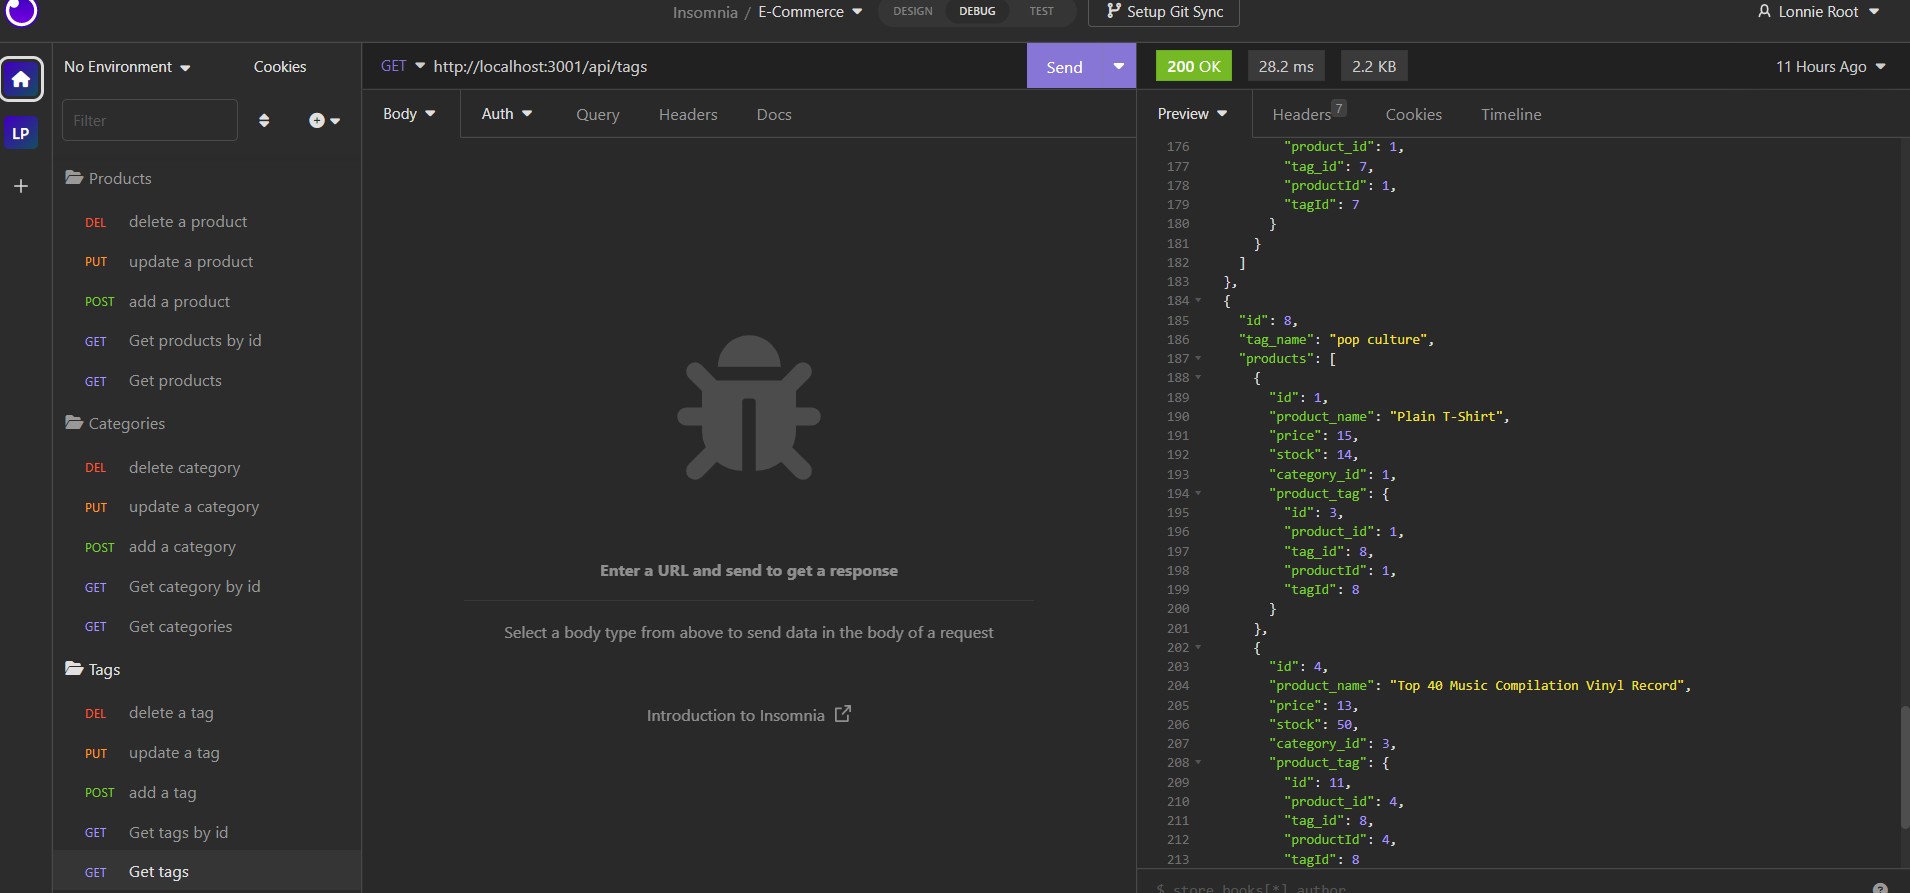 Insomnia / E-Commerce
DESIGN DEBUG TEST
Setup Git Sync
Lonnie Root
LP
No Environment
Cookies
Filter
Products
DEL delete a product
PUT update a product
POST add a product
GET Get products by id
GET Get products
Categories
DEL delete category
PUT update a category
POST add a category
GET Get category by id
GET Get categories
Tags
DEL delete a tag
PUT update a tag
POST add a tag
GET Get tags by id
GET Get tags
GET http://localhost:3001/api/tags
Send
Body Auth Query Headers Docs
Enter a URL and send to get a response
Select a body type from above to send data in the body of a request
Introduction to Insomnia
200 OK 28.2 ms 2.2 KB 11 Hours Ago
Preview Headers 7 Cookies Timeline
176 "product_id": 1,
177 "tag_id": 7,
178 "productId": 1,
179 "tagId": 7
180 }
181 }
182 ]
183 },
184 {
185 "id": 8,
186 "tag_name": "pop culture",
187 "products": [
188 {
189 "id": 1,
190 "product_name": "Plain T-Shirt",
191 "price": 15,
192 "stock": 14,
193 "category_id": 1,
194 "product_tag": {
195 "id": 3,
196 "product_id": 1,
197 "tag_id": 8,
198 "productId": 1,
199 "tagId": 8
200 }
201 },
202 {
203 "id": 4,
204 "product_name": "Top 40 Music Compilation Vinyl Record",
205 "price": 13,
206 "stock": 50,
207 "category_id": 3,
208 "product_tag": {
209 "id": 11,
210 "product_id": 4,
211 "tag_id": 8,
212 "productId": 4,
213 "tagId": 8
$.store.books[*].author